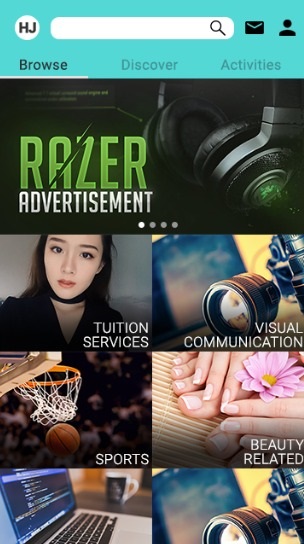 HJ
Browse Discover Activities
RAZER
ADVERTISEMENT
TUITION
SERVICES
VISUAL
COMMUNICATION
SPORTS
BEAUTY
RELATED